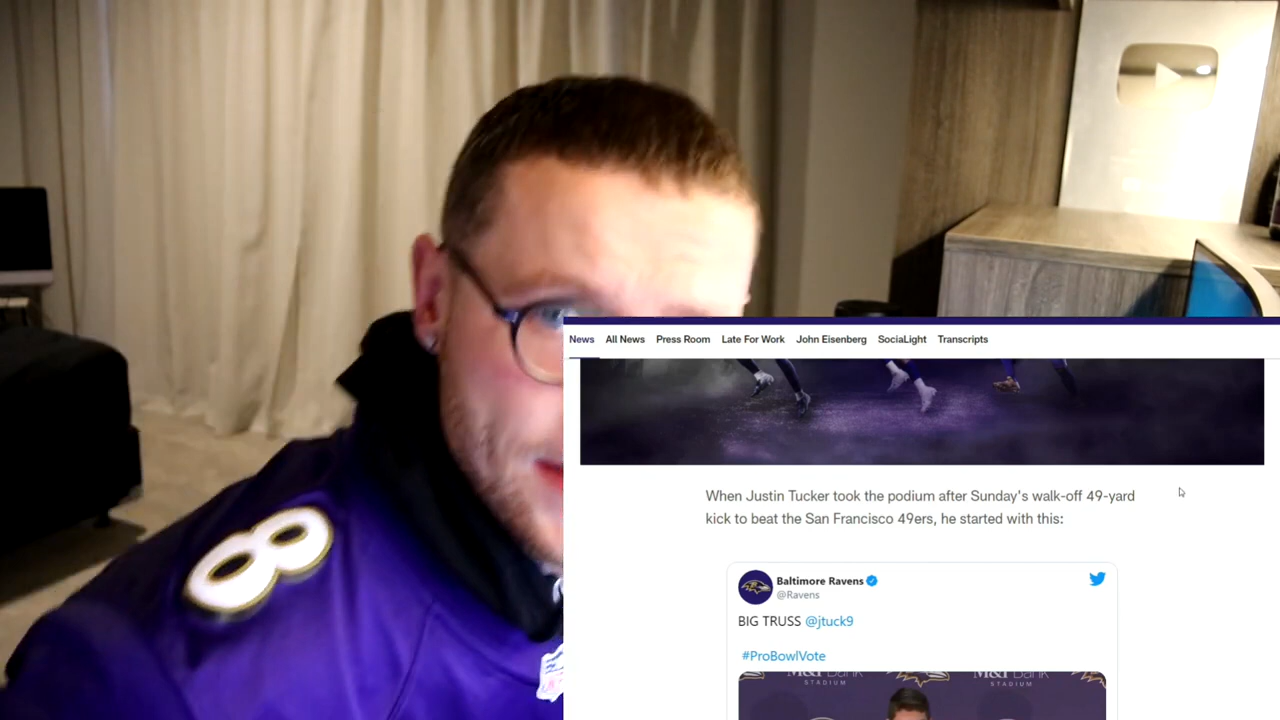 News All News Press Room Late For Work John Eisenberg SociaLight Transcripts
When Justin Tucker took the podium after Sunday's walk-off 49-yard
kick to beat the San Francisco 49ers, he started with this:
Baltimore Ravens
@Ravens
BIG TRUSS @jtuck9
#ProBowlVote
M&T Bank M&T Bank
STADIUM STADIUM
8